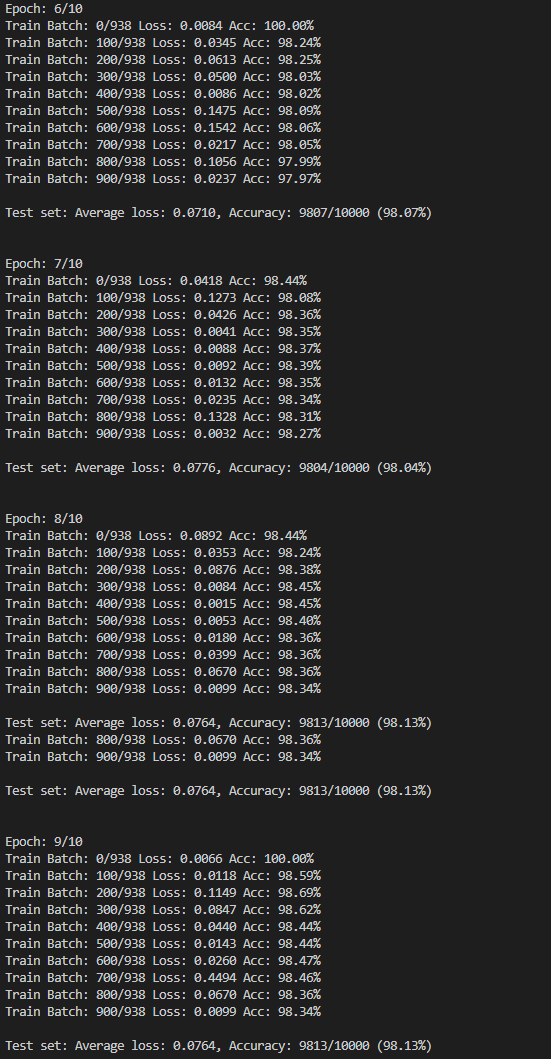 Epoch: 6/10
Train Batch: 0/938 Loss: 0.0084 Acc: 100.00%
Train Batch: 100/938 Loss: 0.0345 Acc: 98.24%
Train Batch: 200/938 Loss: 0.0613 Acc: 98.25%
Train Batch: 300/938 Loss: 0.0500 Acc: 98.03%
Train Batch: 400/938 Loss: 0.0086 Acc: 98.02%
Train Batch: 500/938 Loss: 0.1475 Acc: 98.09%
Train Batch: 600/938 Loss: 0.1542 Acc: 98.06%
Train Batch: 700/938 Loss: 0.0217 Acc: 98.05%
Train Batch: 800/938 Loss: 0.1056 Acc: 97.99%
Train Batch: 900/938 Loss: 0.0237 Acc: 97.97%
Test set: Average loss: 0.0710, Accuracy: 9807/10000 (98.07%)
Epoch: 7/10
Train Batch: 0/938 Loss: 0.0418 Acc: 98.44%
Train Batch: 100/938 Loss: 0.1273 Acc: 98.08%
Train Batch: 200/938 Loss: 0.0426 Acc: 98.36%
Train Batch: 300/938 Loss: 0.0041 Acc: 98.35%
Train Batch: 400/938 Loss: 0.0088 Acc: 98.37%
Train Batch: 500/938 Loss: 0.0092 Acc: 98.39%
Train Batch: 600/938 Loss: 0.0132 Acc: 98.35%
Train Batch: 700/938 Loss: 0.0235 Acc: 98.34%
Train Batch: 800/938 Loss: 0.1328 Acc: 98.31%
Train Batch: 900/938 Loss: 0.0032 Acc: 98.27%
Test set: Average loss: 0.0776, Accuracy: 9804/10000 (98.04%)
Epoch: 8/10
Train Batch: 0/938 Loss: 0.0892 Acc: 98.44%
Train Batch: 100/938 Loss: 0.0353 Acc: 98.24%
Train Batch: 200/938 Loss: 0.0876 Acc: 98.38%
Train Batch: 300/938 Loss: 0.0084 Acc: 98.45%
Train Batch: 400/938 Loss: 0.0015 Acc: 98.45%
Train Batch: 500/938 Loss: 0.0053 Acc: 98.40%
Train Batch: 600/938 Loss: 0.0180 Acc: 98.36%
Train Batch: 700/938 Loss: 0.0399 Acc: 98.36%
Train Batch: 800/938 Loss: 0.0670 Acc: 98.36%
Train Batch: 900/938 Loss: 0.0099 Acc: 98.34%
Test set: Average loss: 0.0764, Accuracy: 9813/10000 (98.13%)
Train Batch: 800/938 Loss: 0.0670 Acc: 98.36%
Train Batch: 900/938 Loss: 0.0099 Acc: 98.34%
Test set: Average loss: 0.0764, Accuracy: 9813/10000 (98.13%)
Epoch: 9/10
Train Batch: 0/938 Loss: 0.0066 Acc: 100.00%
Train Batch: 100/938 Loss: 0.0118 Acc: 98.59%
Train Batch: 200/938 Loss: 0.1149 Acc: 98.69%
Train Batch: 300/938 Loss: 0.0847 Acc: 98.62%
Train Batch: 400/938 Loss: 0.0440 Acc: 98.44%
Train Batch: 500/938 Loss: 0.0143 Acc: 98.44%
Train Batch: 600/938 Loss: 0.0260 Acc: 98.47%
Train Batch: 700/938 Loss: 0.4494 Acc: 98.46%
Train Batch: 800/938 Loss: 0.0670 Acc: 98.36%
Train Batch: 900/938 Loss: 0.0099 Acc: 98.34%
Test set: Average loss: 0.0764, Accuracy: 9813/10000 (98.13%)